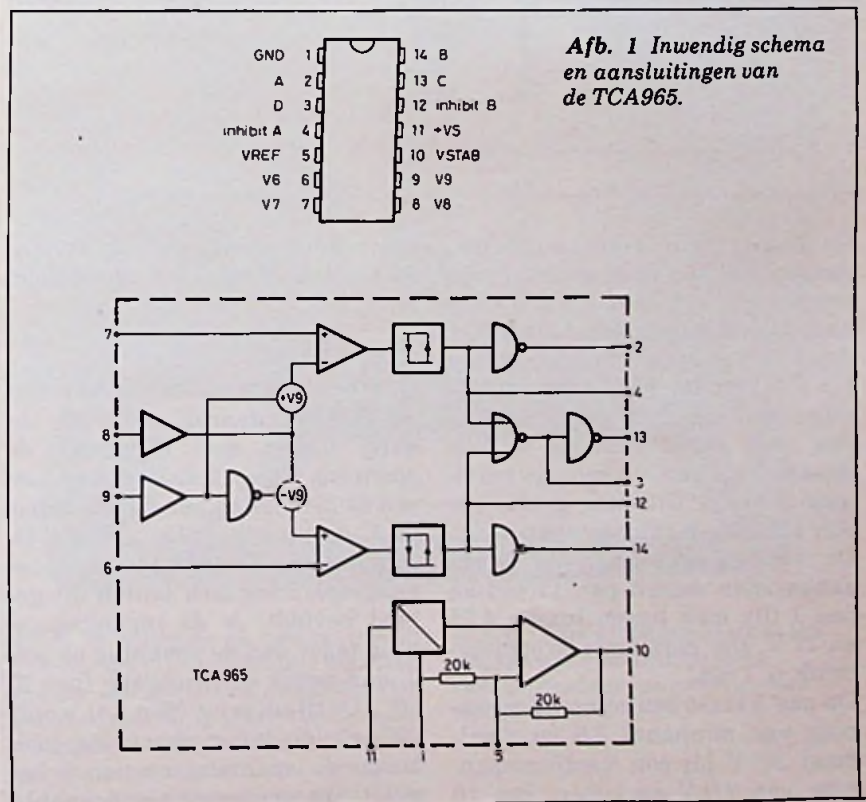 Afb. 1 Inwendig schema
en aansluitingen van
de TCA965.
GND 1 14 B
A 2 13 C
D 3 12 inhibit B
inhibit A 4 11 +VS
VREF 5 10 VSTAB
V6 6 9 V9
V7 7 8 V8
7 + - 2
+V9 4
8 13
9 -V9 3
12
+ - 14
6
10
TCA965 20k
20k
11 1 5